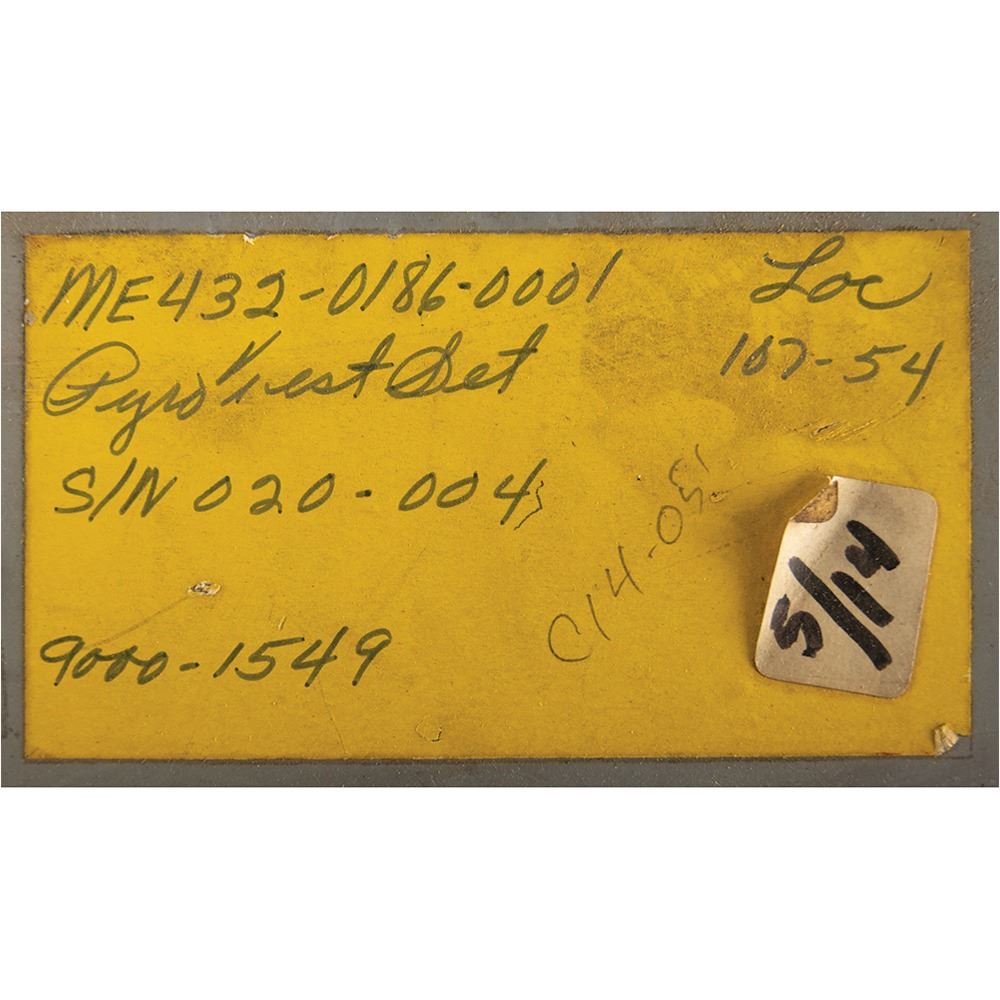 ME432-0186-0001
Loc
107-54
Pyro Test Set
S/N 020-004
C14-051
5/14
9000-1549